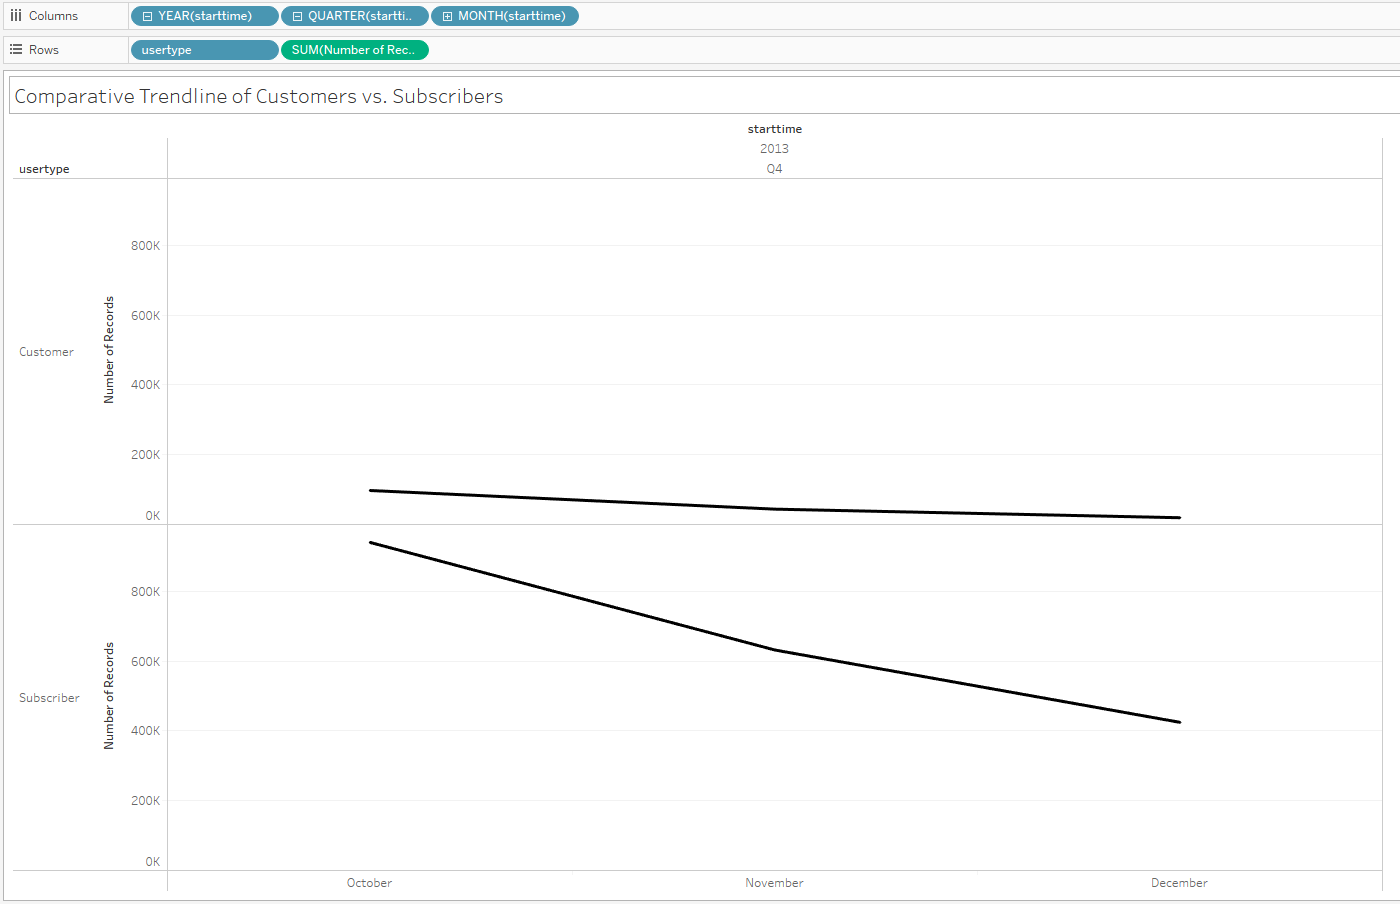 Columns YEAR(starttime) QUARTER(startti.. MONTH(starttime)
Rows usertype SUM(Number of Rec..
Comparative Trendline of Customers vs. Subscribers
starttime
2013
usertype Q4
Customer
Number of Records
800K
600K
400K
200K
0K
Subscriber
Number of Records
800K
600K
400K
200K
0K
October November December